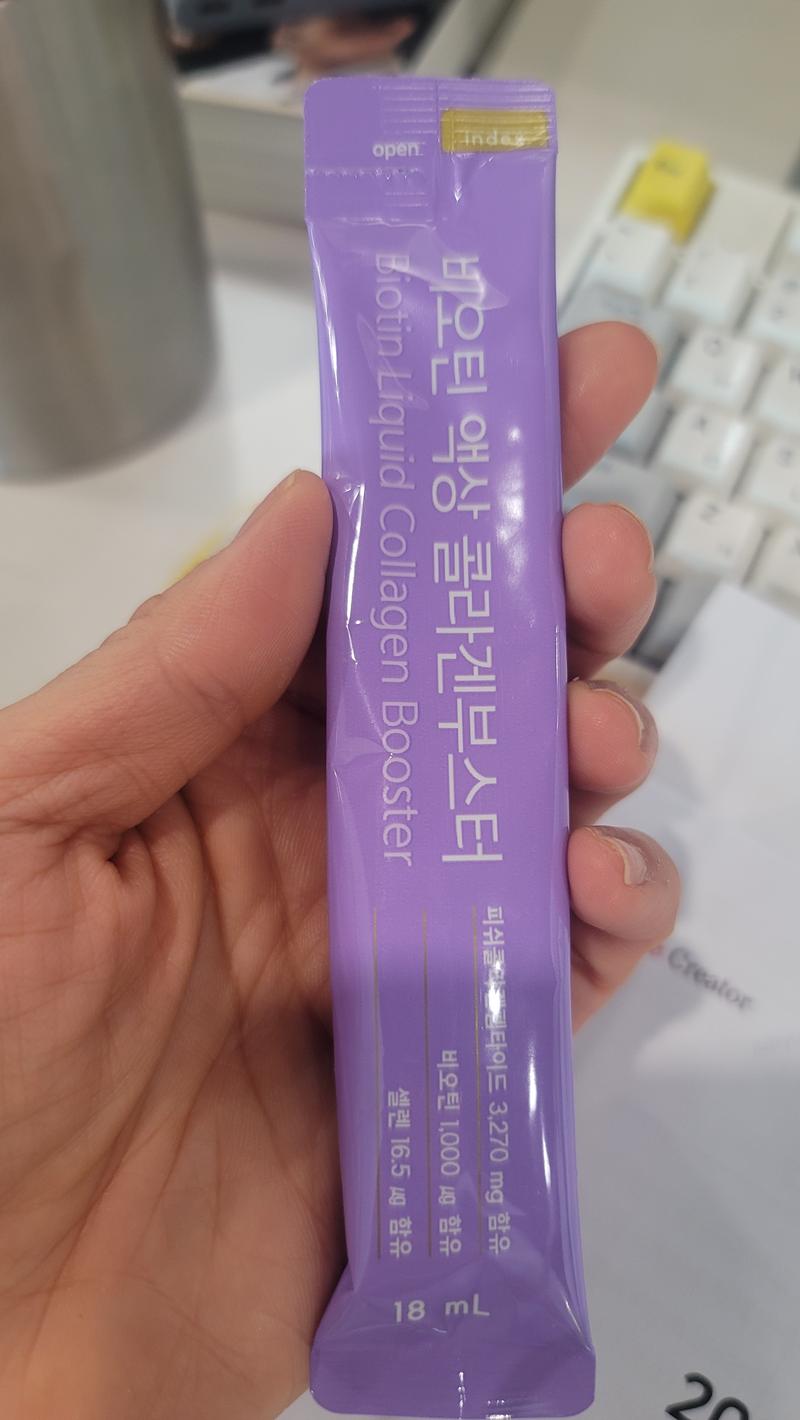 open
index
바이오틴 액상 콜라겐부스터
Biotin Liquid Collagen Booster
피쉬콜라겐펩타이드 3,270 mg 함유
비오틴 1,000 ㎍ 함유
셀렌 16.5 ㎍ 함유
18 mL
Creator
20